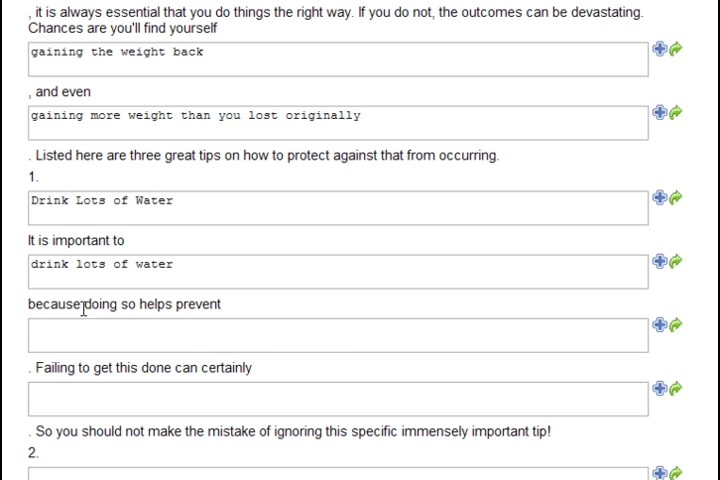 , it is always essential that you do things the right way. If you do not, the outcomes can be devastating.
Chances are you'll find yourself
gaining the weight back
, and even
gaining more weight than you lost originally
. Listed here are three great tips on how to protect against that from occurring.
1.
Drink Lots of Water
It is important to
drink lots of water
because doing so helps prevent
. Failing to get this done can certainly
. So you should not make the mistake of ignoring this specific immensely important tip!
2.